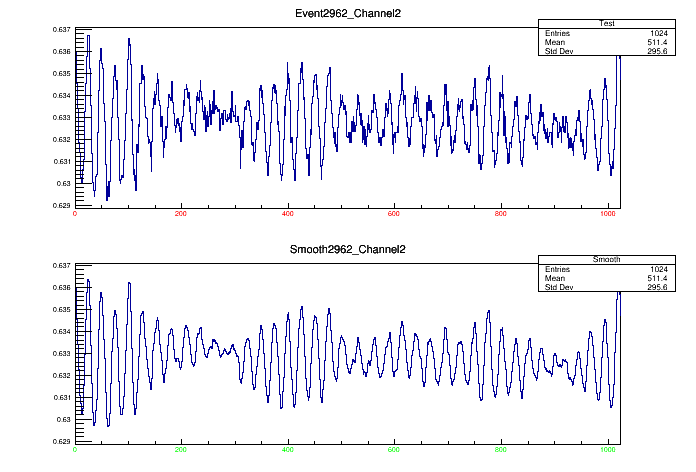 Event2962_Channel2
Test
Entries 1024
Mean 511.4
Std Dev 295.6
0.637
0.636
0.635
0.634
0.633
0.632
0.631
0.63
0.629
0 200 400 600 800 1000
Smooth2962_Channel2
Smooth
Entries 1024
Mean 511.4
Std Dev 295.6
0.637
0.636
0.635
0.634
0.633
0.632
0.631
0.63
0.629
0 200 400 600 800 1000